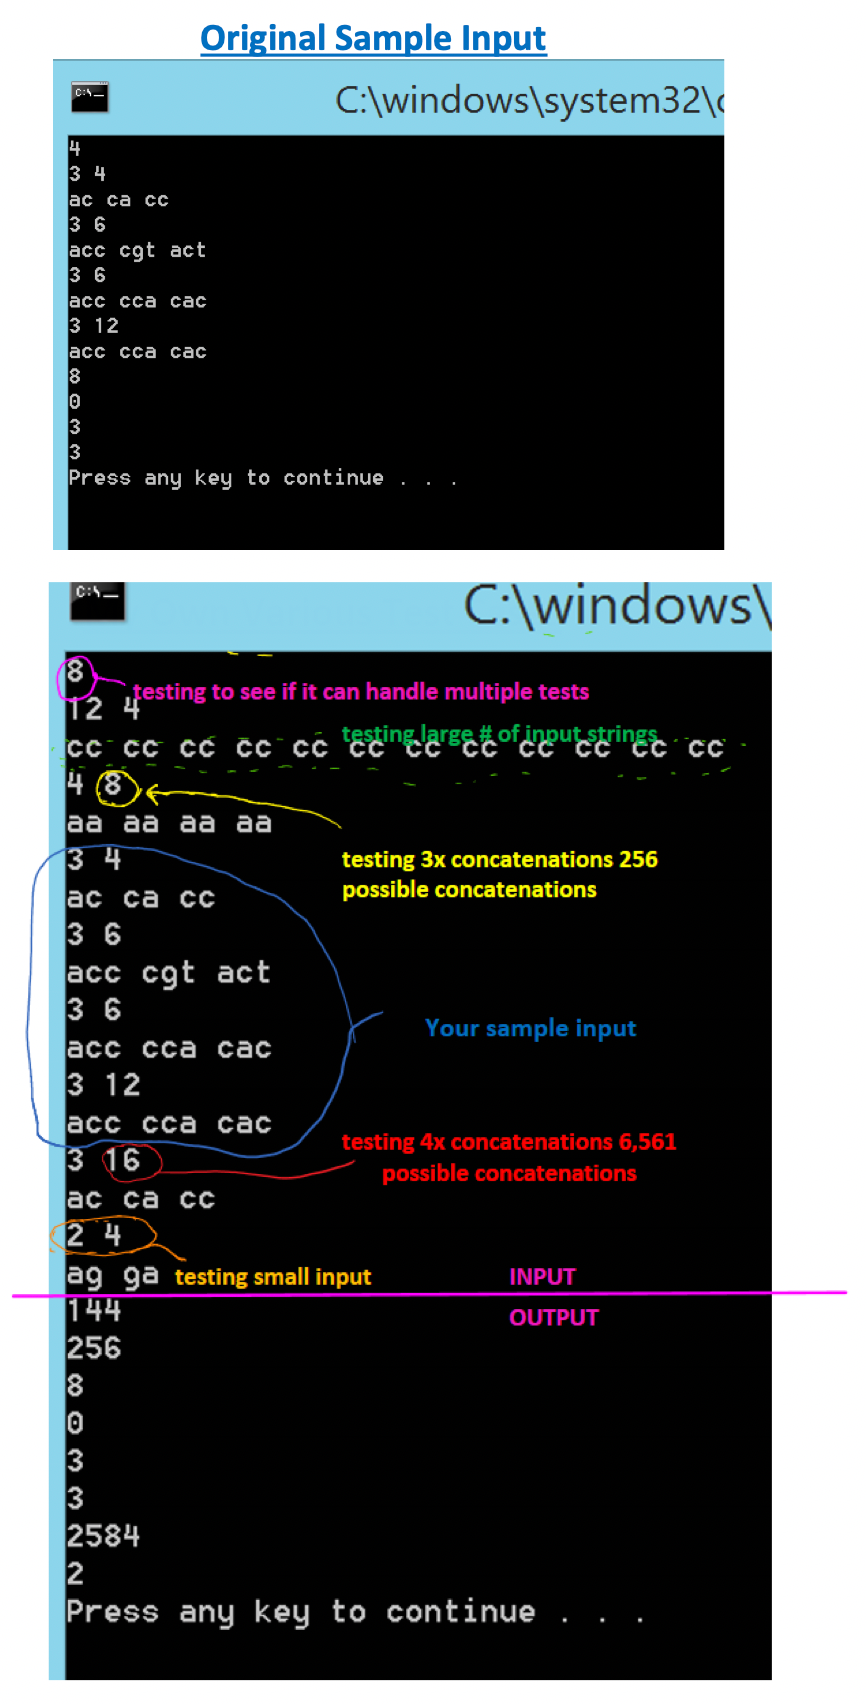 Original Sample Input
C:\windows\system32\c
4
3 4
ac ca cc
3 6
acc cgt act
3 6
acc cca cac
3 12
acc cca cac
8
0
3
3
Press any key to continue . . .
C:\windows\
8
testing to see if it can handle multiple tests
12 4
testing large # of input strings
cc cc cc cc cc cc cc cc cc cc cc cc
4 8
aa aa aa aa
testing 3x concatenations 256
possible concatenations
3 4
ac ca cc
3 6
acc cgt act
3 6
Your sample input
acc cca cac
3 12
acc cca cac
testing 4x concatenations 6,561
possible concatenations
3 16
ac ca cc
2 4
ag ga testing small input INPUT
144 OUTPUT
256
8
0
3
3
2584
2
Press any key to continue . . .